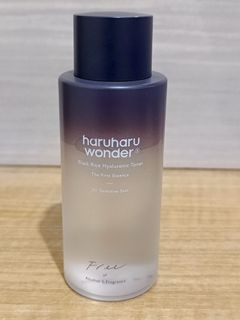 haruharu
wonder®
Black Rice Hyaluronic Toner
The First Essence
for Sensitive Skin
Free
of
Alcohol & Fragrance